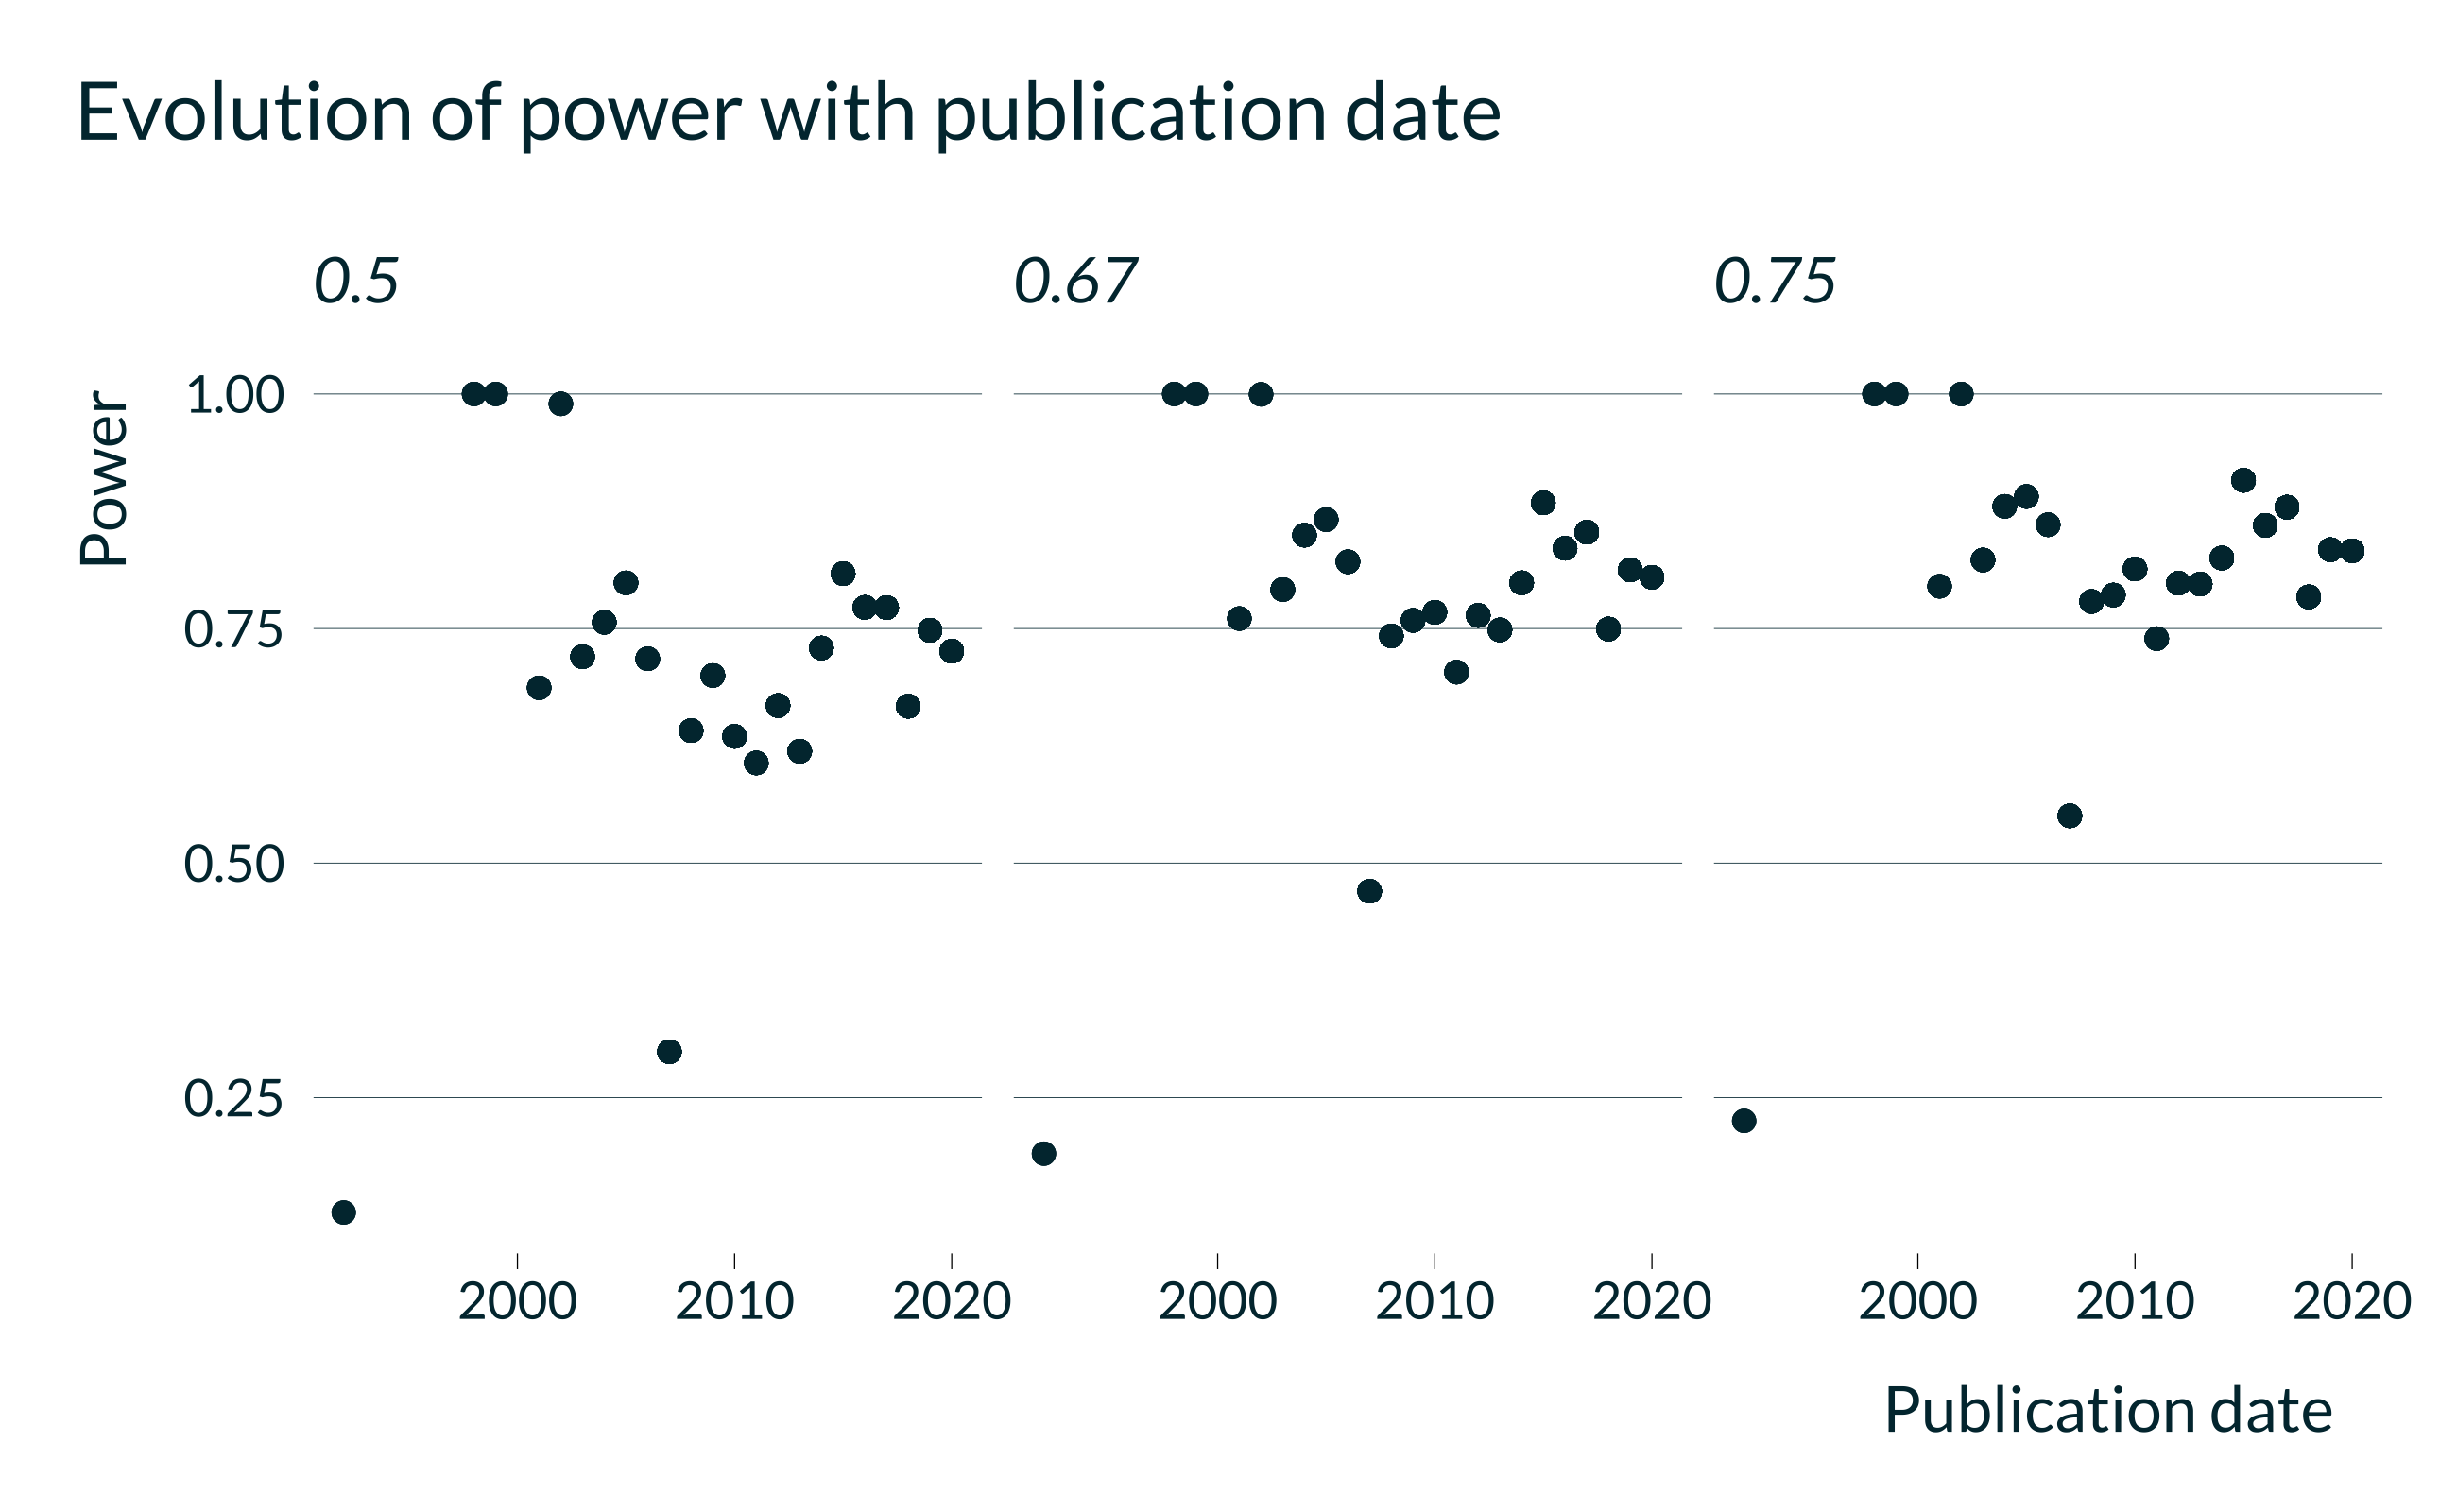 Evolution of power with publication date
0.5 0.67 0.75
Power
1.00
0.75
0.50
0.25
2000 2010 2020 2000 2010 2020 2000 2010 2020
Publication date